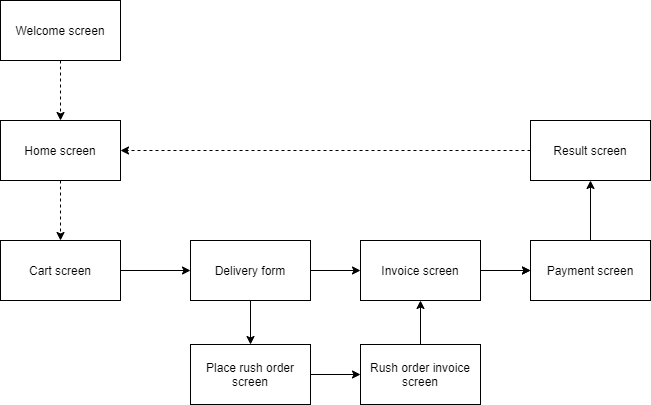 Welcome screen
Home screen
Result screen
Cart screen
Delivery form
Invoice screen
Payment screen
Place rush order
screen
Rush order invoice
screen